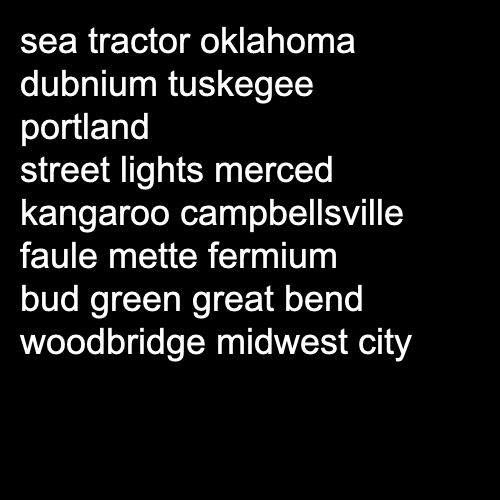 sea tractor oklahoma
dubnium tuskegee
portland
street lights merced
kangaroo campbellsville
faule mette fermium
bud green great bend
woodbridge midwest city